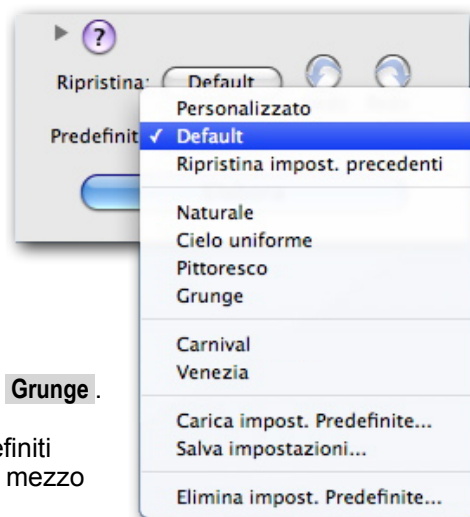 ?
Ripristina: Default
Predefinit
Personalizzato
✓ Default
Ripristina impost. precedenti
Naturale
Cielo uniforme
Pittoresco
Grunge
Carnival
Venezia
Carica impost. Predefinite...
Salva impostazioni...
Elimina impost. Predefinite...
Grunge.
efiniti
mezzo